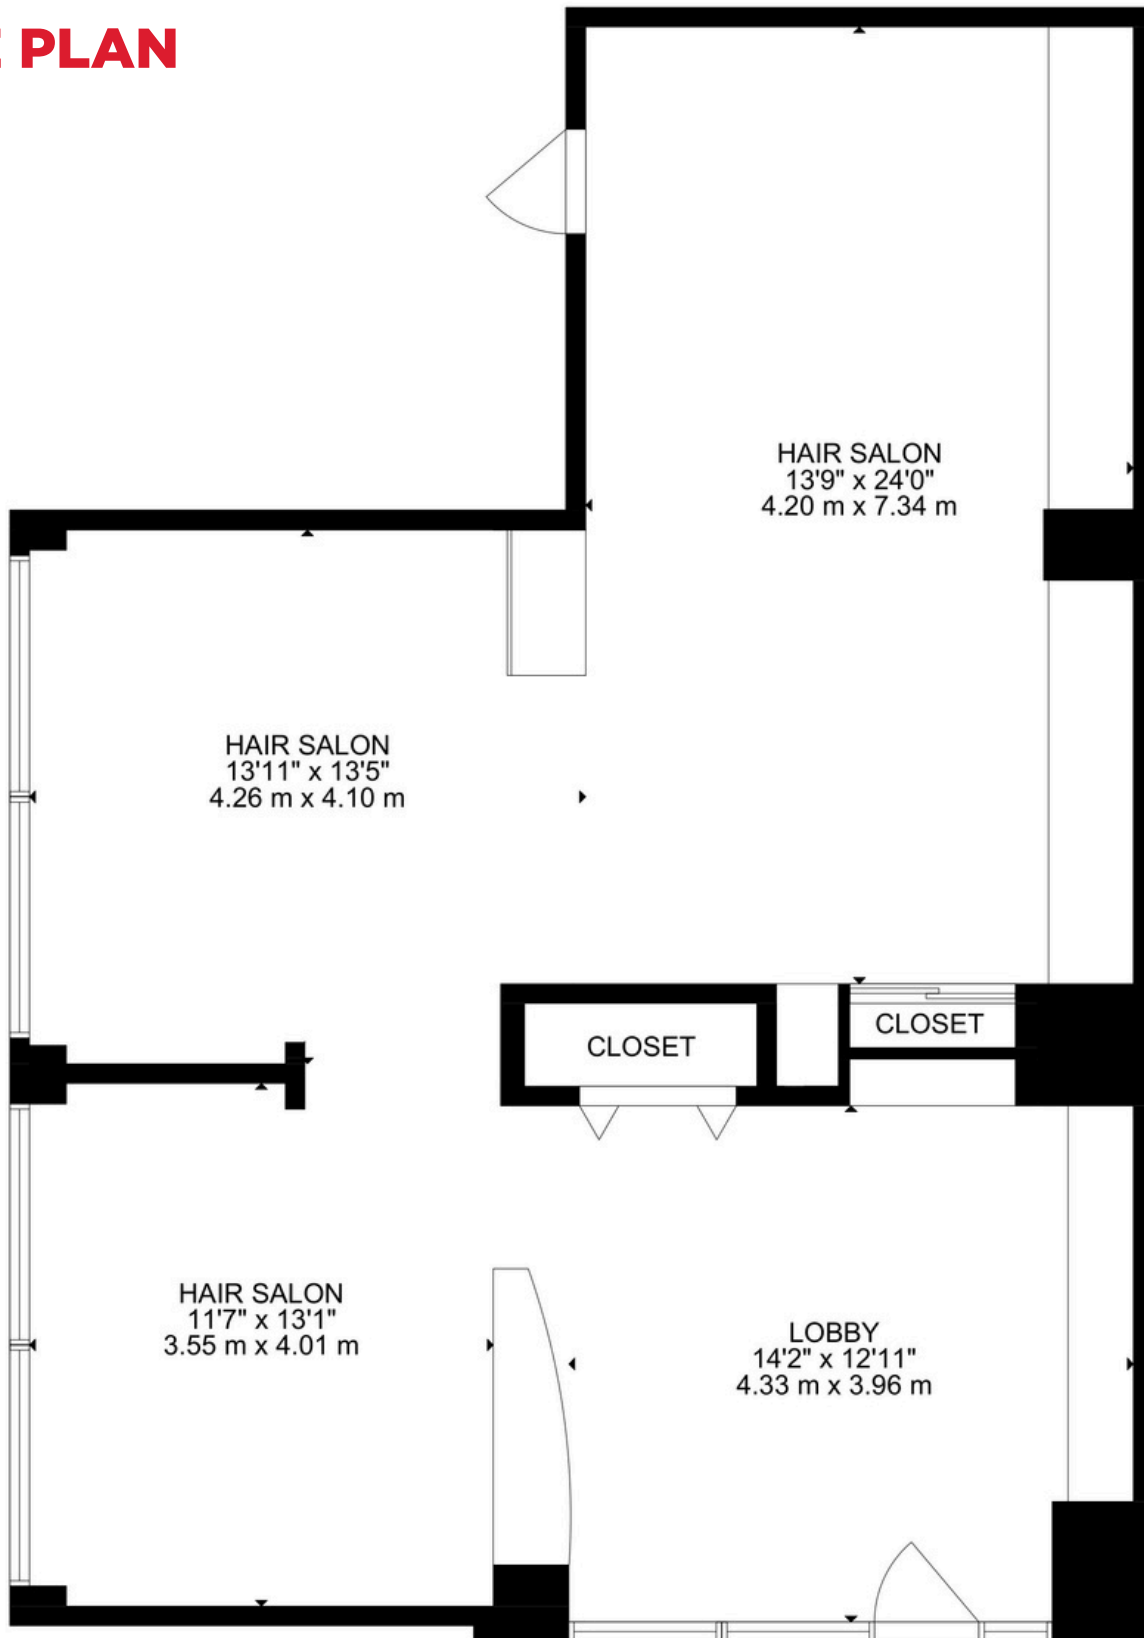 PLAN
HAIR SALON
13'9" x 24'0"
4.20 m x 7.34 m
HAIR SALON
13'11" x 13'5"
4.26 m x 4.10 m
CLOSET
CLOSET
HAIR SALON
11'7" x 13'1"
3.55 m x 4.01 m
LOBBY
14'2" x 12'11"
4.33 m x 3.96 m